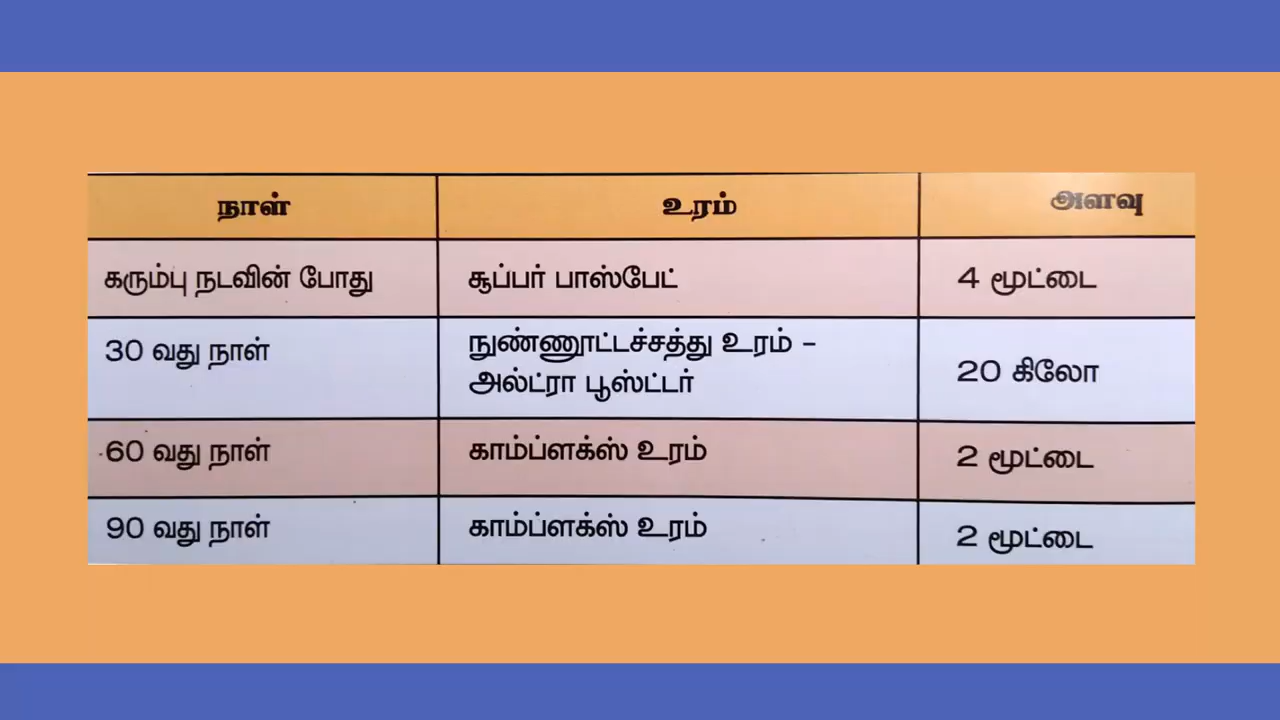 நாள் உரம் அளவு
கரும்பு நடவின் போது சூப்பர் பாஸ்பேட் 4 மூட்டை
30 வது நாள் நுண்ணூட்டச்சத்து உரம் –
அல்ட்ரா பூஸ்ட்டர் 20 கிலோ
60 வது நாள் காம்ப்ளக்ஸ் உரம் 2 மூட்டை
90 வது நாள் காம்ப்ளக்ஸ் உரம் 2 மூட்டை